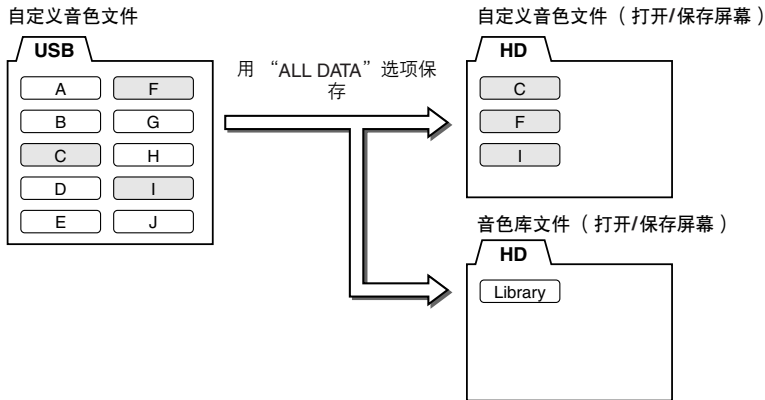 自定义音色文件
USB
A F
B G
C H
D I
E J
用 “ALL DATA”选项保
存
自定义音色文件（打开/保存屏幕）
HD
C
F
I
音色库文件（打开/保存屏幕）
HD
Library